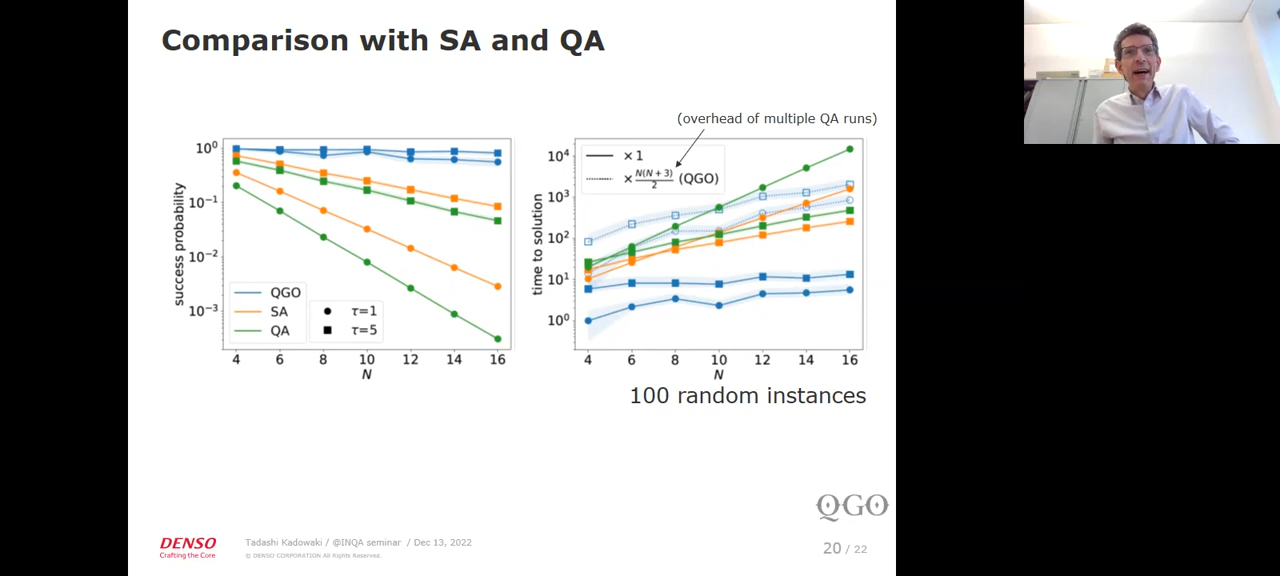 Comparison with SA and QA
(overhead of multiple QA runs)
success probability
10⁰
10⁻¹
10⁻²
10⁻³
QGO
SA
QA
τ=1
τ=5
4 6 8 10 12 14 16
N
time to solution
10⁴
10³
10²
10¹
10⁰
×1
×N(N+3)/2 (QGO)
4 6 8 10 12 14 16
N
100 random instances
QGO
DENSO
Crafting the Core
Tadashi Kadowaki / @INQA seminar / Dec 13, 2022
© DENSO CORPORATION All Rights Reserved.
20 / 22